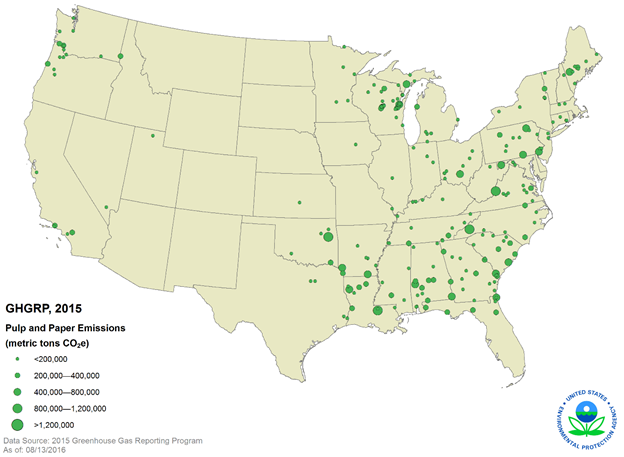 GHGRP, 2015
Pulp and Paper Emissions
(metric tons CO₂e)
<200,000
200,000—400,000
400,000—800,000
800,000—1,200,000
>1,200,000
Data Source: 2015 Greenhouse Gas Reporting Program
As of: 08/13/2016
UNITED STATES
ENVIRONMENTAL PROTECTION AGENCY